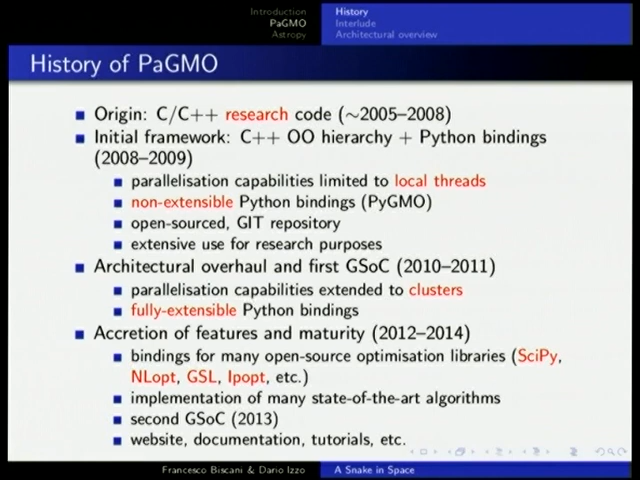 Introduction
PaGMO
Astropy
History
Interlude
Architectural overview
History of PaGMO
Origin: C/C++ research code (~2005–2008)
Initial framework: C++ OO hierarchy + Python bindings
(2008–2009)
parallelisation capabilities limited to local threads
non-extensible Python bindings (PyGMO)
open-sourced, GIT repository
extensive use for research purposes
Architectural overhaul and first GSoC (2010–2011)
parallelisation capabilities extended to clusters
fully-extensible Python bindings
Accretion of features and maturity (2012–2014)
bindings for many open-source optimisation libraries (SciPy,
NLopt, GSL, Ipopt, etc.)
implementation of many state-of-the-art algorithms
second GSoC (2013)
website, documentation, tutorials, etc.
Francesco Biscani & Dario Izzo
A Snake in Space